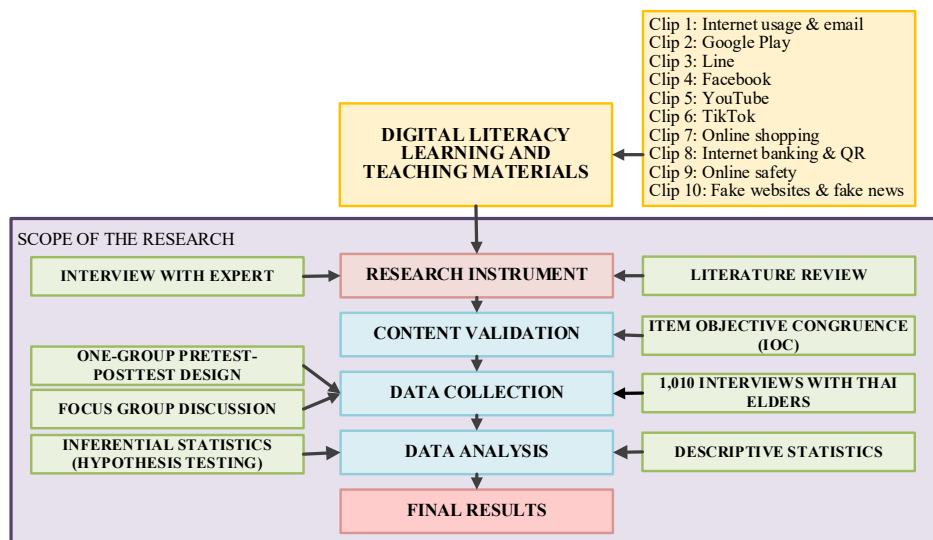 Clip 1: Internet usage & email
Clip 2: Google Play
Clip 3: Line
Clip 4: Facebook
Clip 5: YouTube
Clip 6: TikTok
Clip 7: Online shopping
Clip 8: Internet banking & QR
Clip 9: Online safety
Clip 10: Fake websites & fake news
DIGITAL LITERACY
LEARNING AND
TEACHING MATERIALS
SCOPE OF THE RESEARCH
INTERVIEW WITH EXPERT
RESEARCH INSTRUMENT
LITERATURE REVIEW
CONTENT VALIDATION
ITEM OBJECTIVE CONGRUENCE
(IOC)
ONE-GROUP PRETEST-
POSTTEST DESIGN
FOCUS GROUP DISCUSSION
DATA COLLECTION
1,010 INTERVIEWS WITH THAI
ELDERS
INFERENTIAL STATISTICS
(HYPOTHESIS TESTING)
DATA ANALYSIS
DESCRIPTIVE STATISTICS
FINAL RESULTS